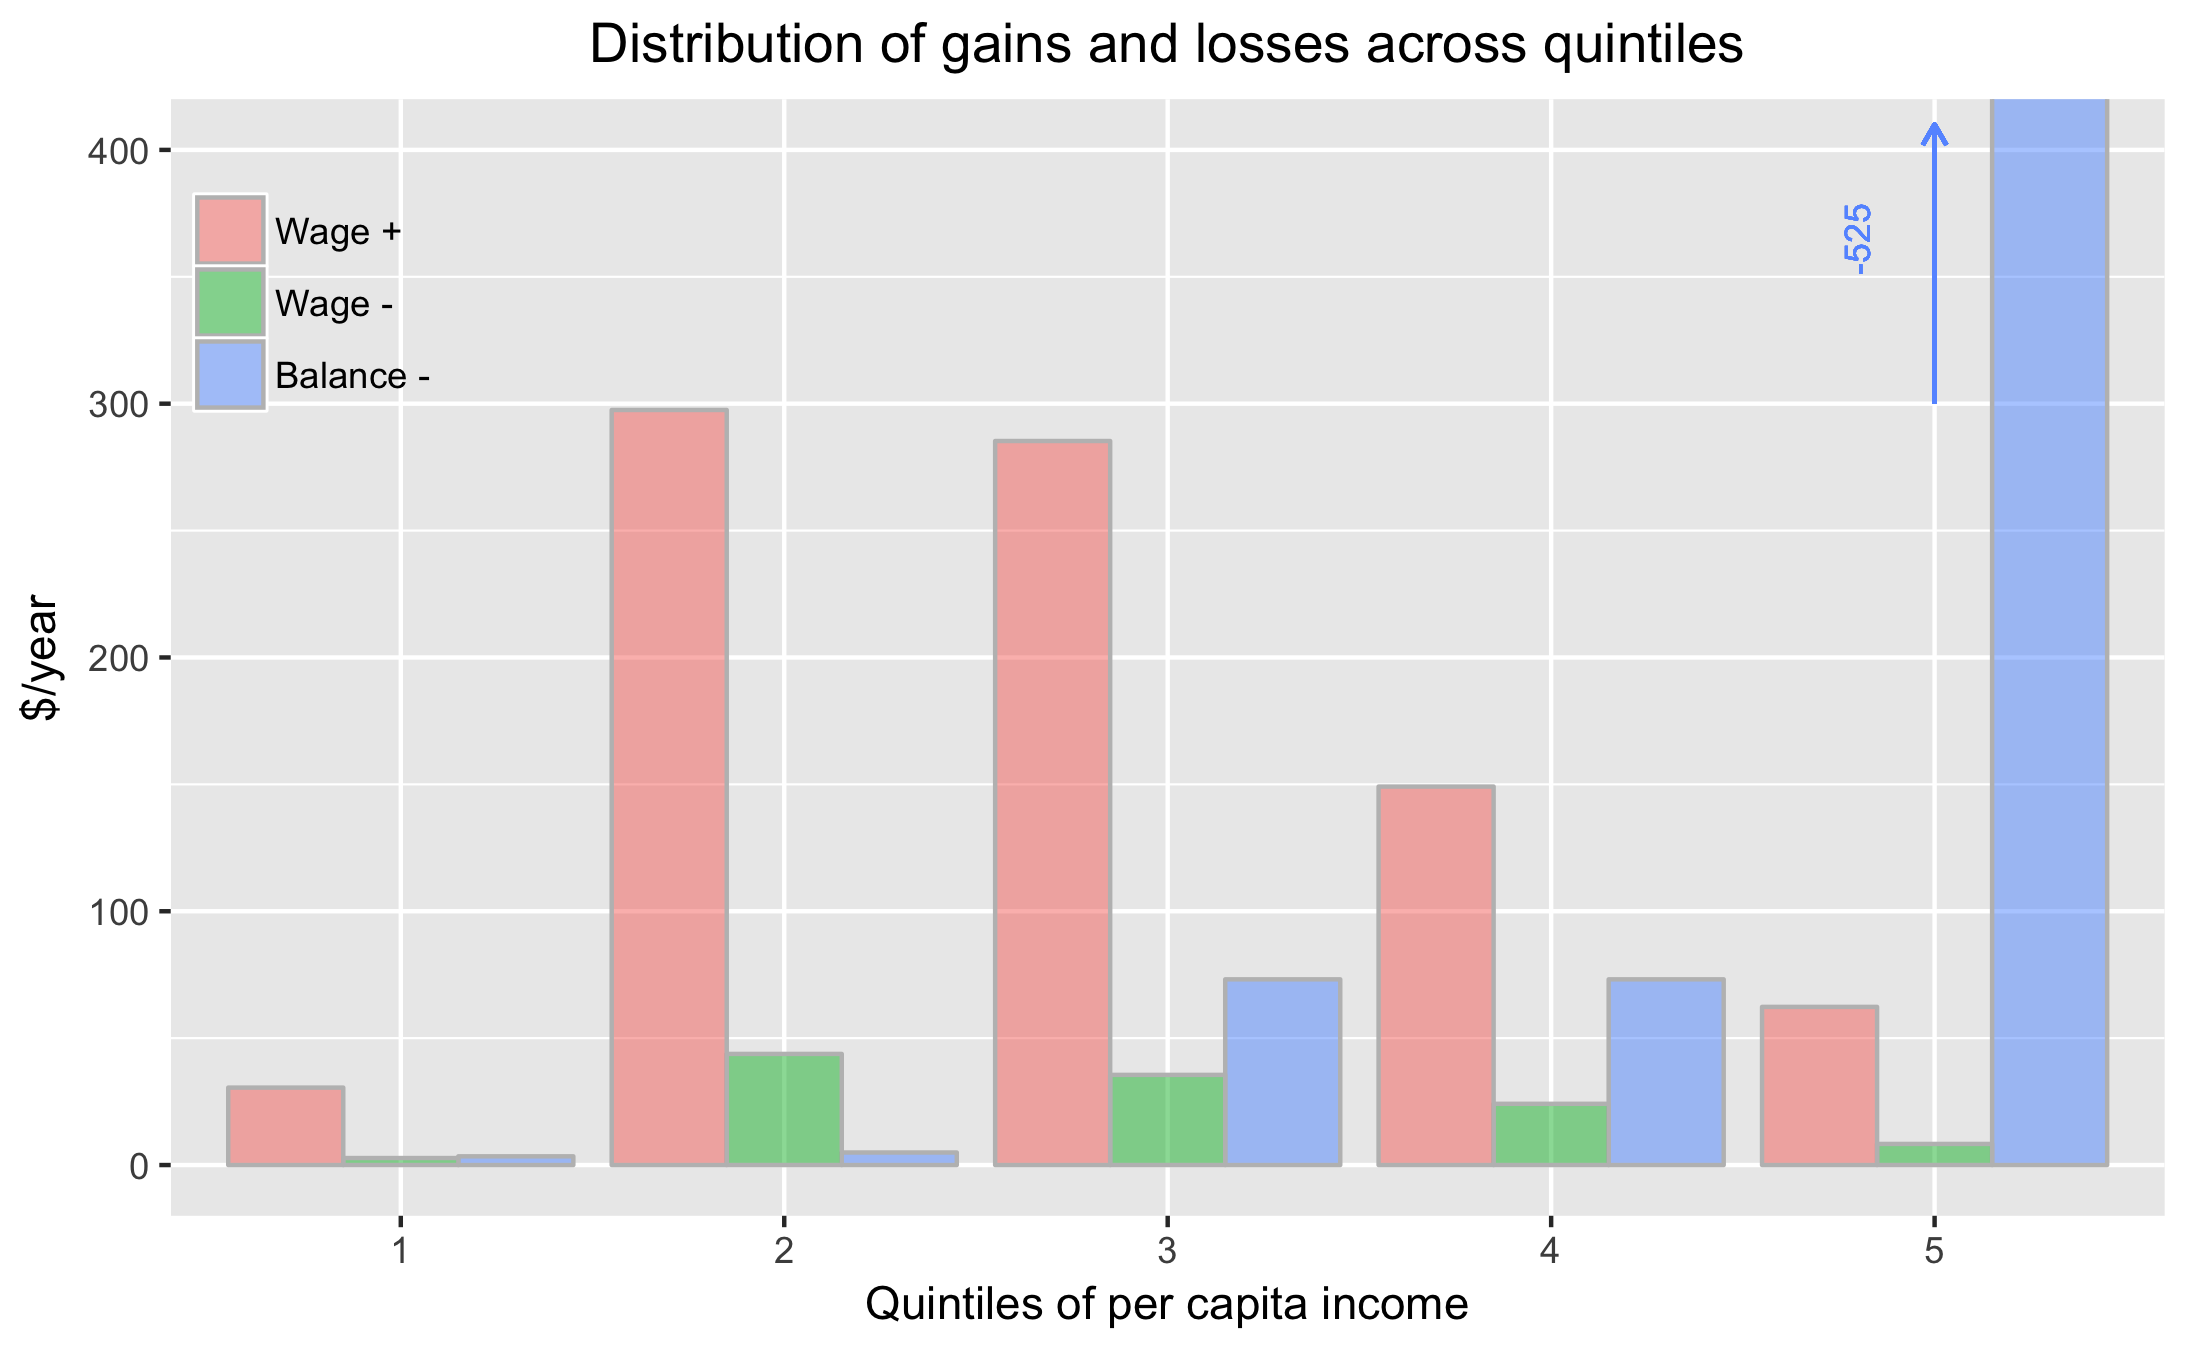 Distribution of gains and losses across quintiles
400
300
200
100
0
$/year
Wage +
Wage -
Balance -
-525
1 2 3 4 5
Quintiles of per capita income